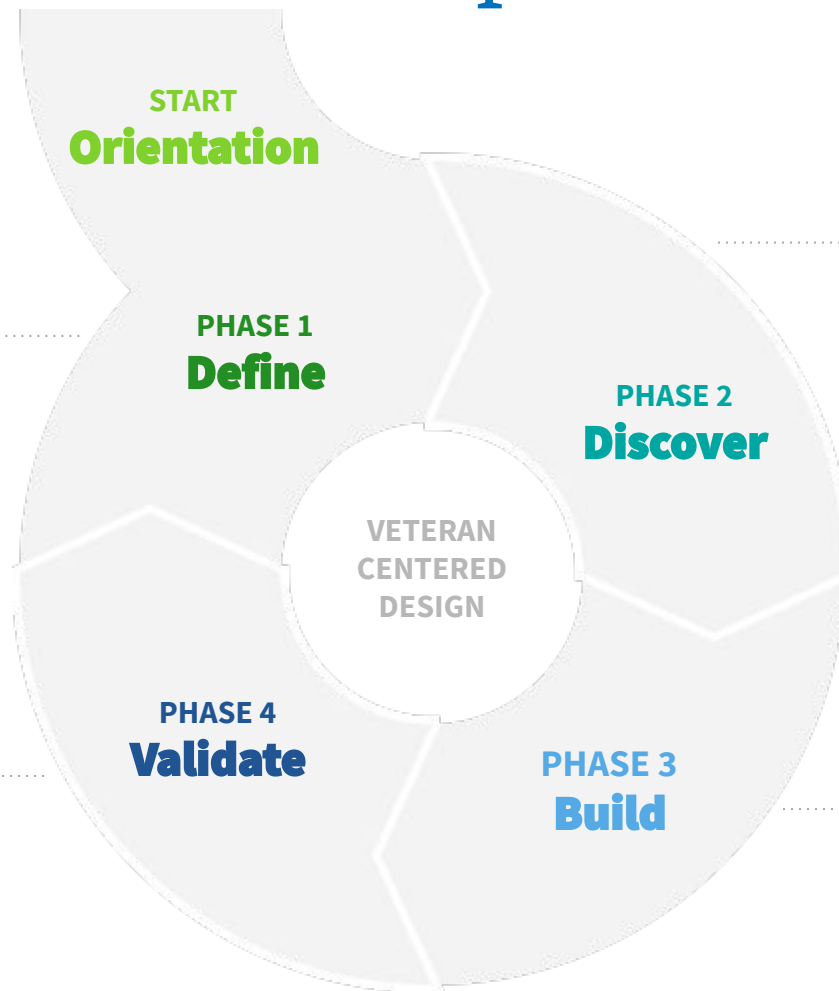 START
Orientation
PHASE 1
Define
PHASE 2
Discover
VETERAN
CENTERED
DESIGN
PHASE 4
Validate
PHASE 3
Build